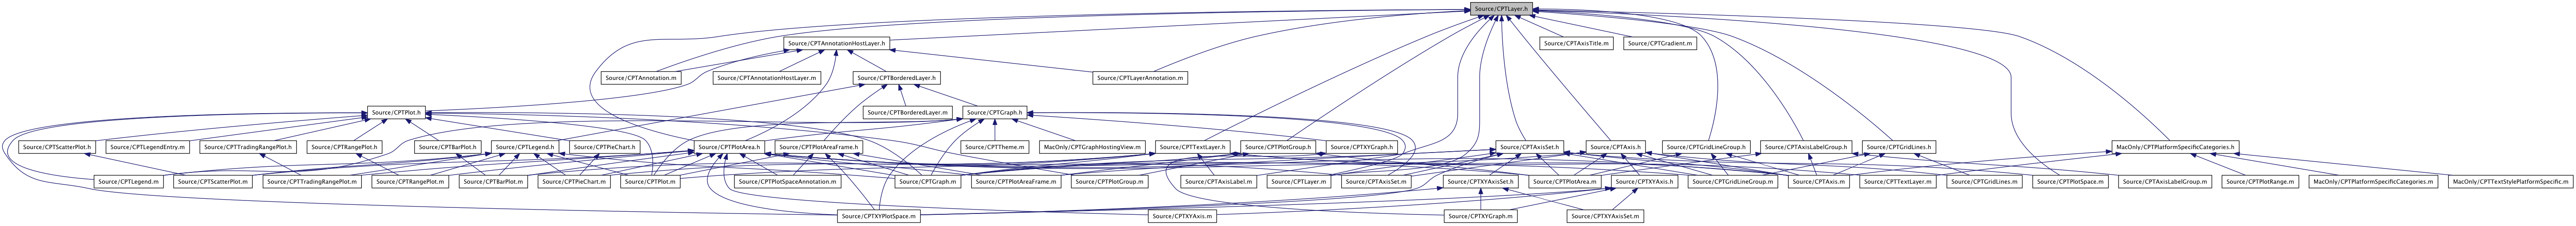 Source/CPTLayer.h
Source/CPTAnnotationHostLayer.h
Source/CPTAxisTitle.m
Source/CPTGradient.m
Source/CPTAnnotation.m
Source/CPTAnnotationHostLayer.m
Source/CPTBorderedLayer.h
Source/CPTLayerAnnotation.m
Source/CPTPlot.h
Source/CPTBorderedLayer.m
Source/CPTGraph.h
Source/CPTScatterPlot.h
Source/CPTLegendEntry.m
Source/CPTTradingRangePlot.h
Source/CPTRangePlot.h
Source/CPTBarPlot.h
Source/CPTLegend.h
Source/CPTPieChart.h
Source/CPTPlotArea.h
Source/CPTPlotAreaFrame.h
Source/CPTTheme.m
MacOnly/CPTGraphHostingView.m
Source/CPTTextLayer.h
Source/CPTPlotGroup.h
Source/CPTXYGraph.h
Source/CPTAxisSet.h
Source/CPTAxis.h
Source/CPTGridLineGroup.h
Source/CPTAxisLabelGroup.h
Source/CPTGridLines.h
MacOnly/CPTPlatformSpecificCategories.h
Source/CPTLegend.m
Source/CPTScatterPlot.m
Source/CPTTradingRangePlot.m
Source/CPTRangePlot.m
Source/CPTBarPlot.m
Source/CPTPieChart.m
Source/CPTPlot.m
Source/CPTPlotSpaceAnnotation.m
Source/CPTGraph.m
Source/CPTPlotAreaFrame.m
Source/CPTPlotGroup.m
Source/CPTAxisLabel.m
Source/CPTLayer.m
Source/CPTAxisSet.m
Source/CPTXYAxisSet.h
Source/CPTPlotArea.m
Source/CPTXYAxis.h
Source/CPTGridLineGroup.m
Source/CPTAxis.m
Source/CPTTextLayer.m
Source/CPTGridLines.m
Source/CPTPlotSpace.m
Source/CPTAxisLabelGroup.m
Source/CPTPlotRange.m
MacOnly/CPTPlatformSpecificCategories.m
MacOnly/CPTTextStylePlatformSpecific.m
Source/CPTXYPlotSpace.m
Source/CPTXYAxis.m
Source/CPTXYGraph.m
Source/CPTXYAxisSet.m